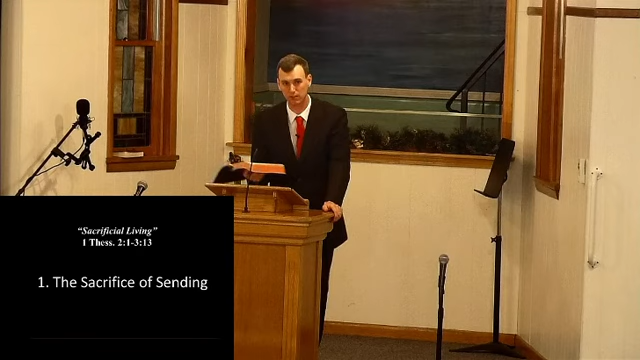 “Sacrificial Living”
1 Thess. 2:1-3:13
1. The Sacrifice of Sending